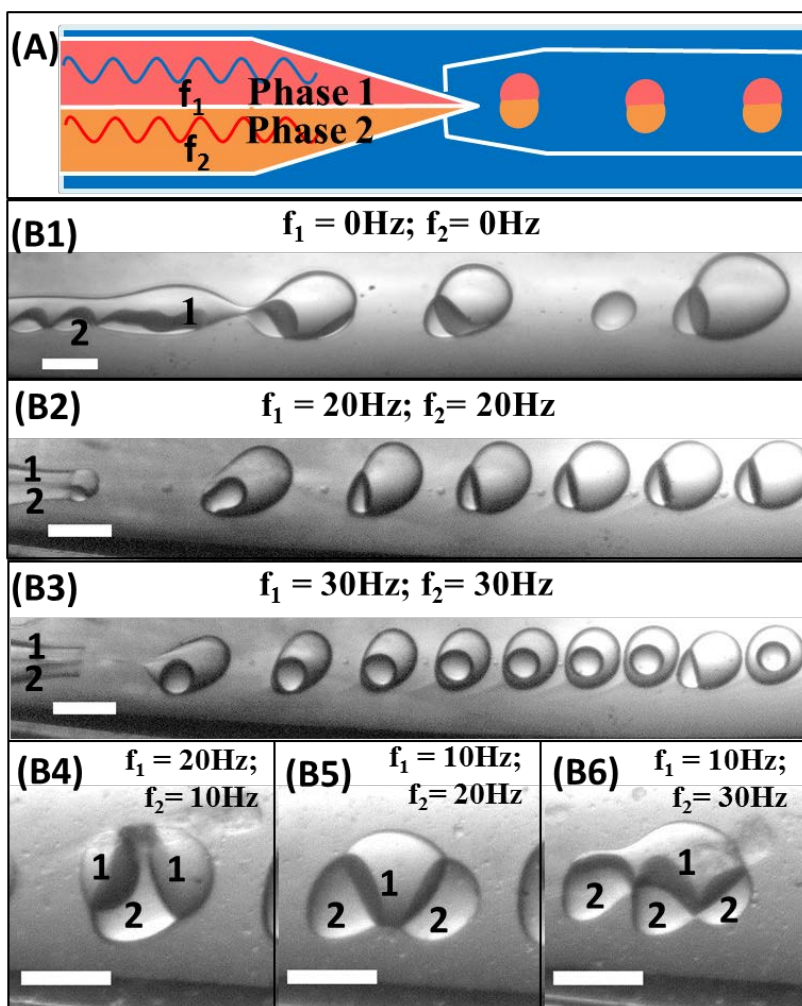 (A)
f₁ Phase 1
f₂ Phase 2
(B1) f₁ = 0Hz; f₂= 0Hz
1
2
(B2) f₁ = 20Hz; f₂= 20Hz
1
2
(B3) f₁ = 30Hz; f₂= 30Hz
1
2
(B4) f₁ = 20Hz;
f₂= 10Hz
1 1
2
(B5) f₁ = 10Hz;
f₂= 20Hz
1
2 2
(B6) f₁ = 10Hz;
f₂= 30Hz
1
2 2 2